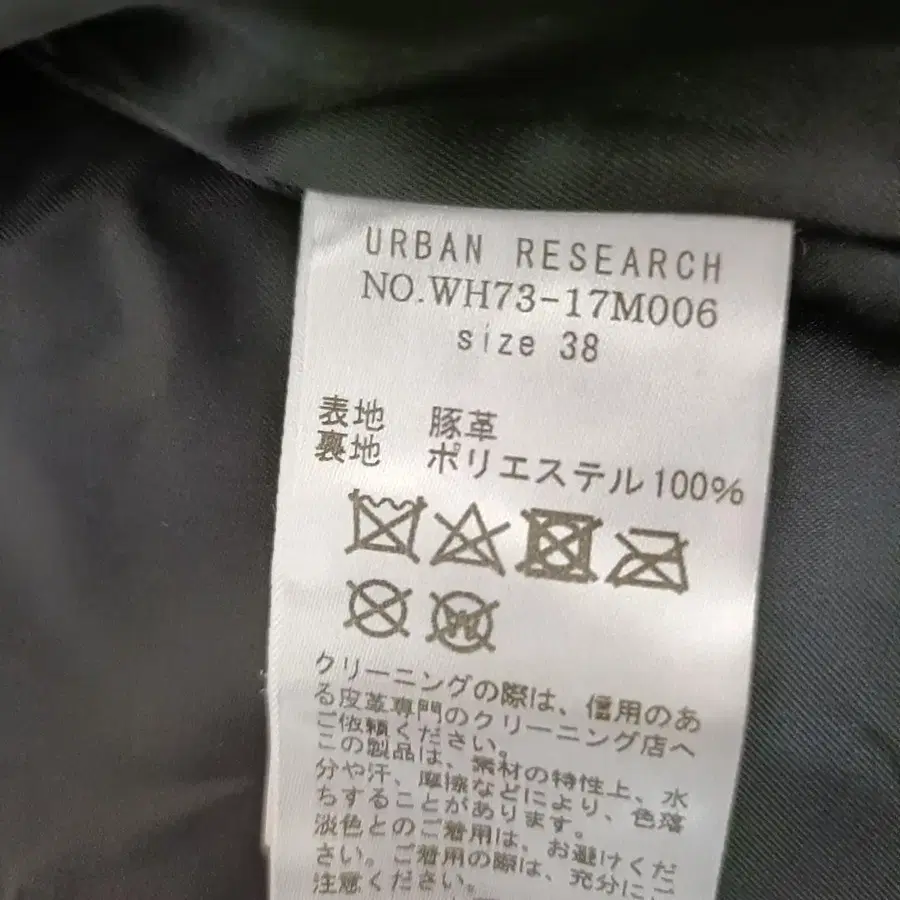 URBAN RESEARCH
NO.WH73-17M006
size 38
表地 豚革
裏地 ポリエステル100%
W
クリーニングの際は、信用のあ
る皮革専門のクリーニング店へ
ご依頼ください。
この製品は、素材の特性上、水
分や汗、摩擦などにより、色落
ちすることがあります。
淡色とのご着用は、お避けくだ
さい。ご着用の際は、充分にご
注意ください。